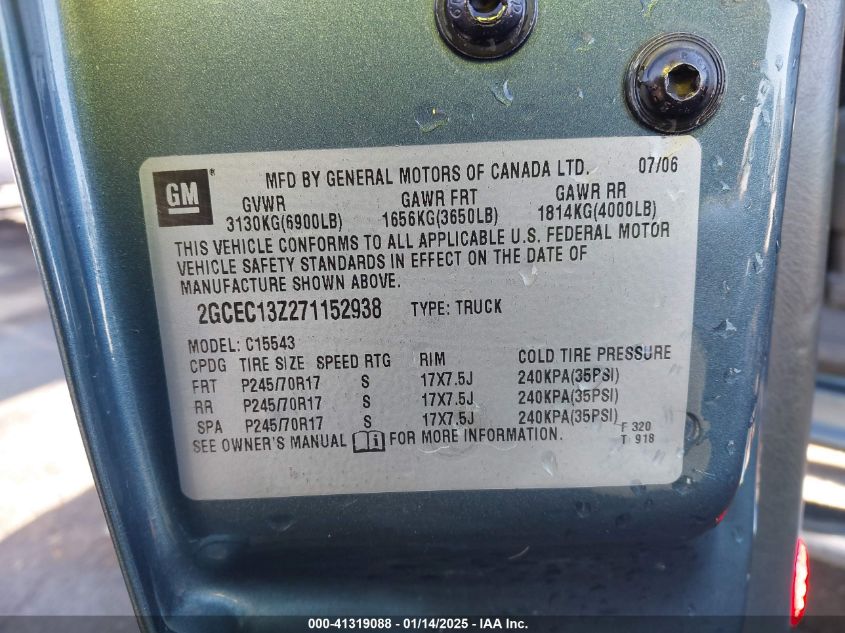 GM
MFD BY GENERAL MOTORS OF CANADA LTD. 07/06
GVWR GAWR FRT GAWR RR
3130KG(6900LB) 1656KG(3650LB) 1814KG(4000LB)
THIS VEHICLE CONFORMS TO ALL APPLICABLE U.S. FEDERAL MOTOR
VEHICLE SAFETY STANDARDS IN EFFECT ON THE DATE OF
MANUFACTURE SHOWN ABOVE.
2GCEC13Z271152938 TYPE: TRUCK
MODEL: C15543
CPDG TIRE SIZE SPEED RTG RIM COLD TIRE PRESSURE
FRT P245/70R17 S 17X7.5J 240KPA(35PSI)
RR P245/70R17 S 17X7.5J 240KPA(35PSI)
SPA P245/70R17 S 17X7.5J 240KPA(35PSI)
SEE OWNER'S MANUAL FOR MORE INFORMATION.
F 320
T 918
000-41319088 - 01/14/2025 - IAA Inc.